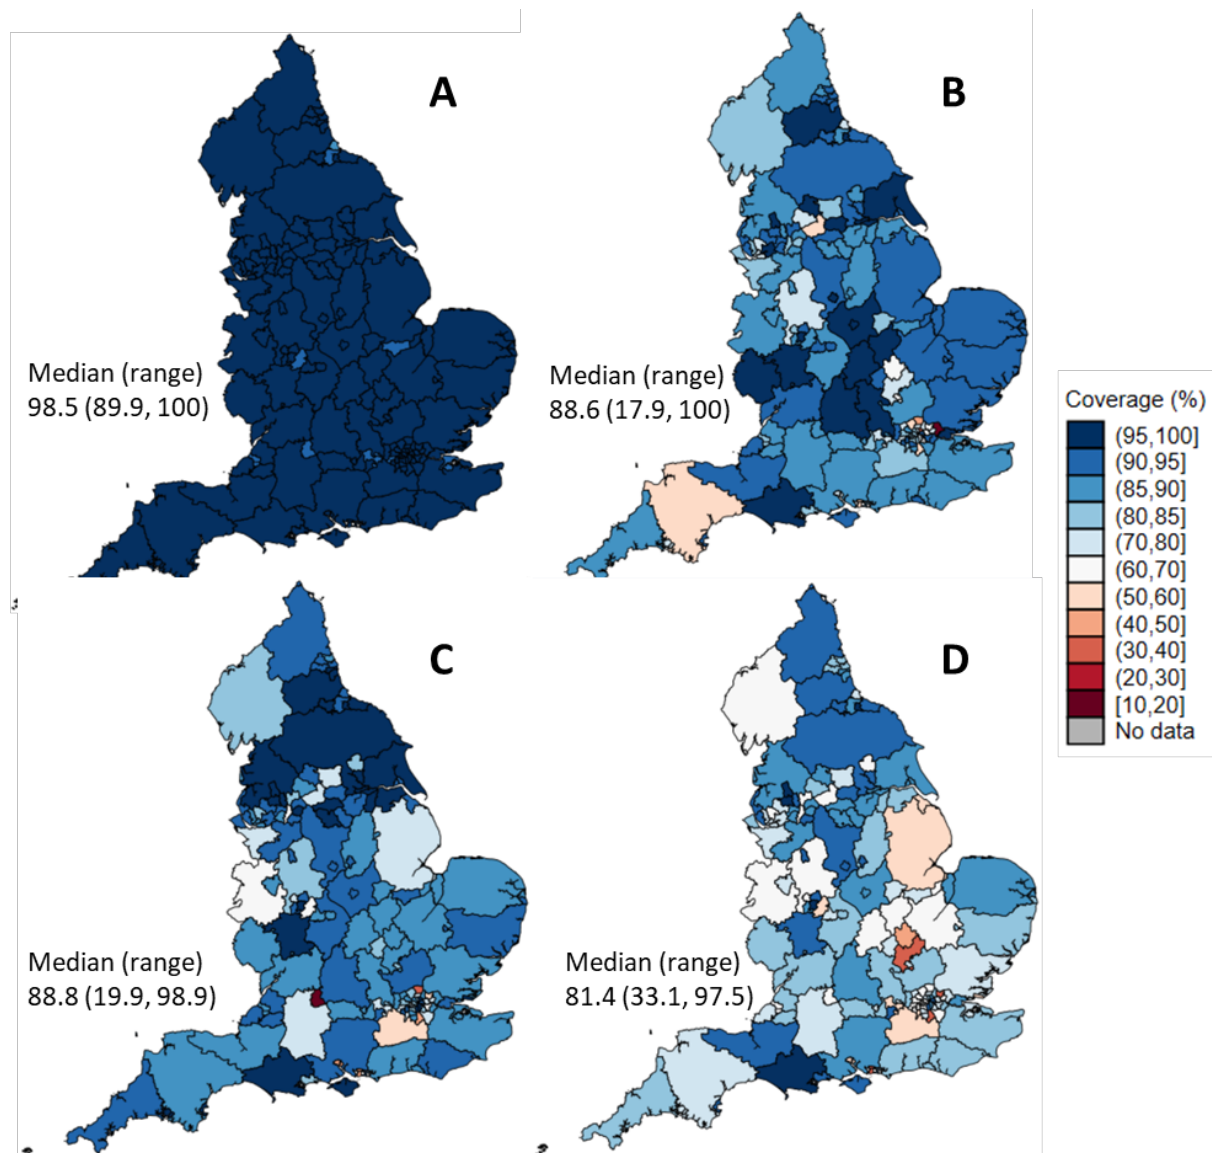 A
B
Median (range)
98.5 (89.9, 100)
Median (range)
88.6 (17.9, 100)
C
D
Median (range)
88.8 (19.9, 98.9)
Median (range)
81.4 (33.1, 97.5)
Coverage (%)
(95,100]
(90,95]
(85,90]
(80,85]
(70,80]
(60,70]
(50,60]
(40,50]
(30,40]
(20,30]
[10,20]
No data